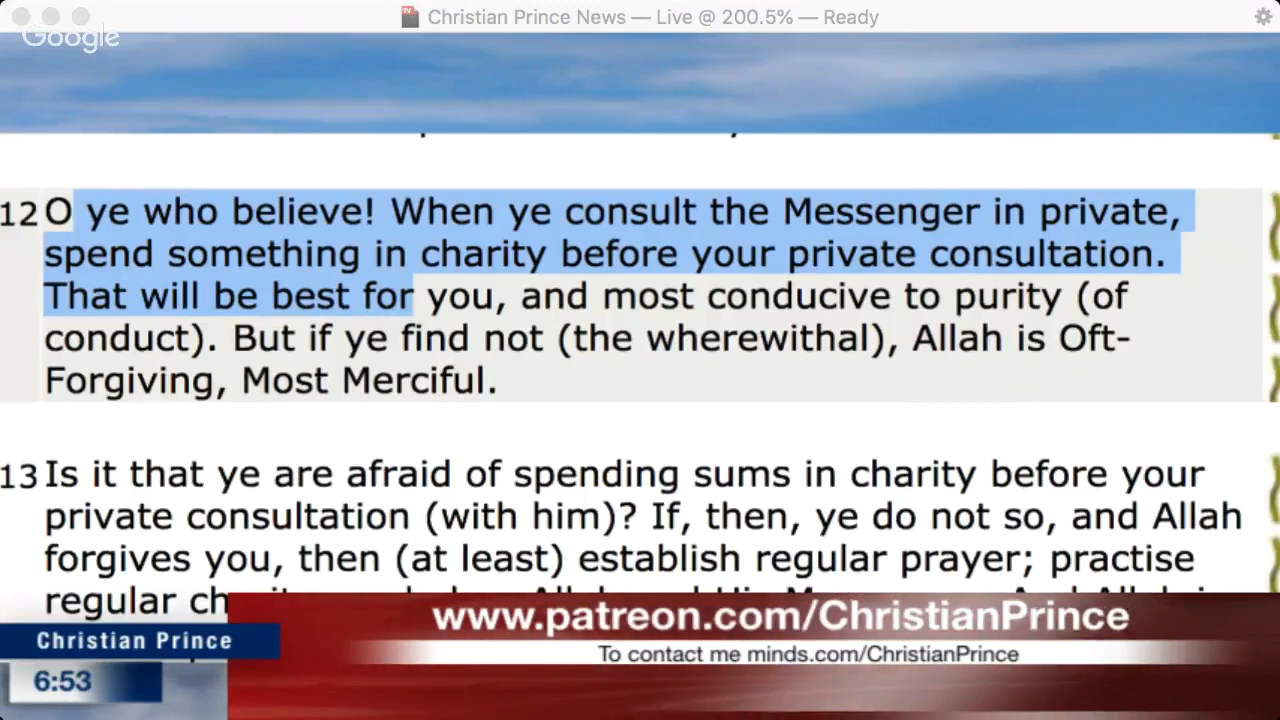 Christian Prince News — Live @ 200.5% — Ready
Google
12 O ye who believe! When ye consult the Messenger in private,
spend something in charity before your private consultation.
That will be best for you, and most conducive to purity (of
conduct). But if ye find not (the wherewithal), Allah is Oft-
Forgiving, Most Merciful.
13 Is it that ye are afraid of spending sums in charity before your
private consultation (with him)? If, then, ye do not so, and Allah
forgives you, then (at least) establish regular prayer; practise
regular
www.patreon.com/ChristianPrince
Christian Prince
To contact me minds.com/ChristianPrince
6:53